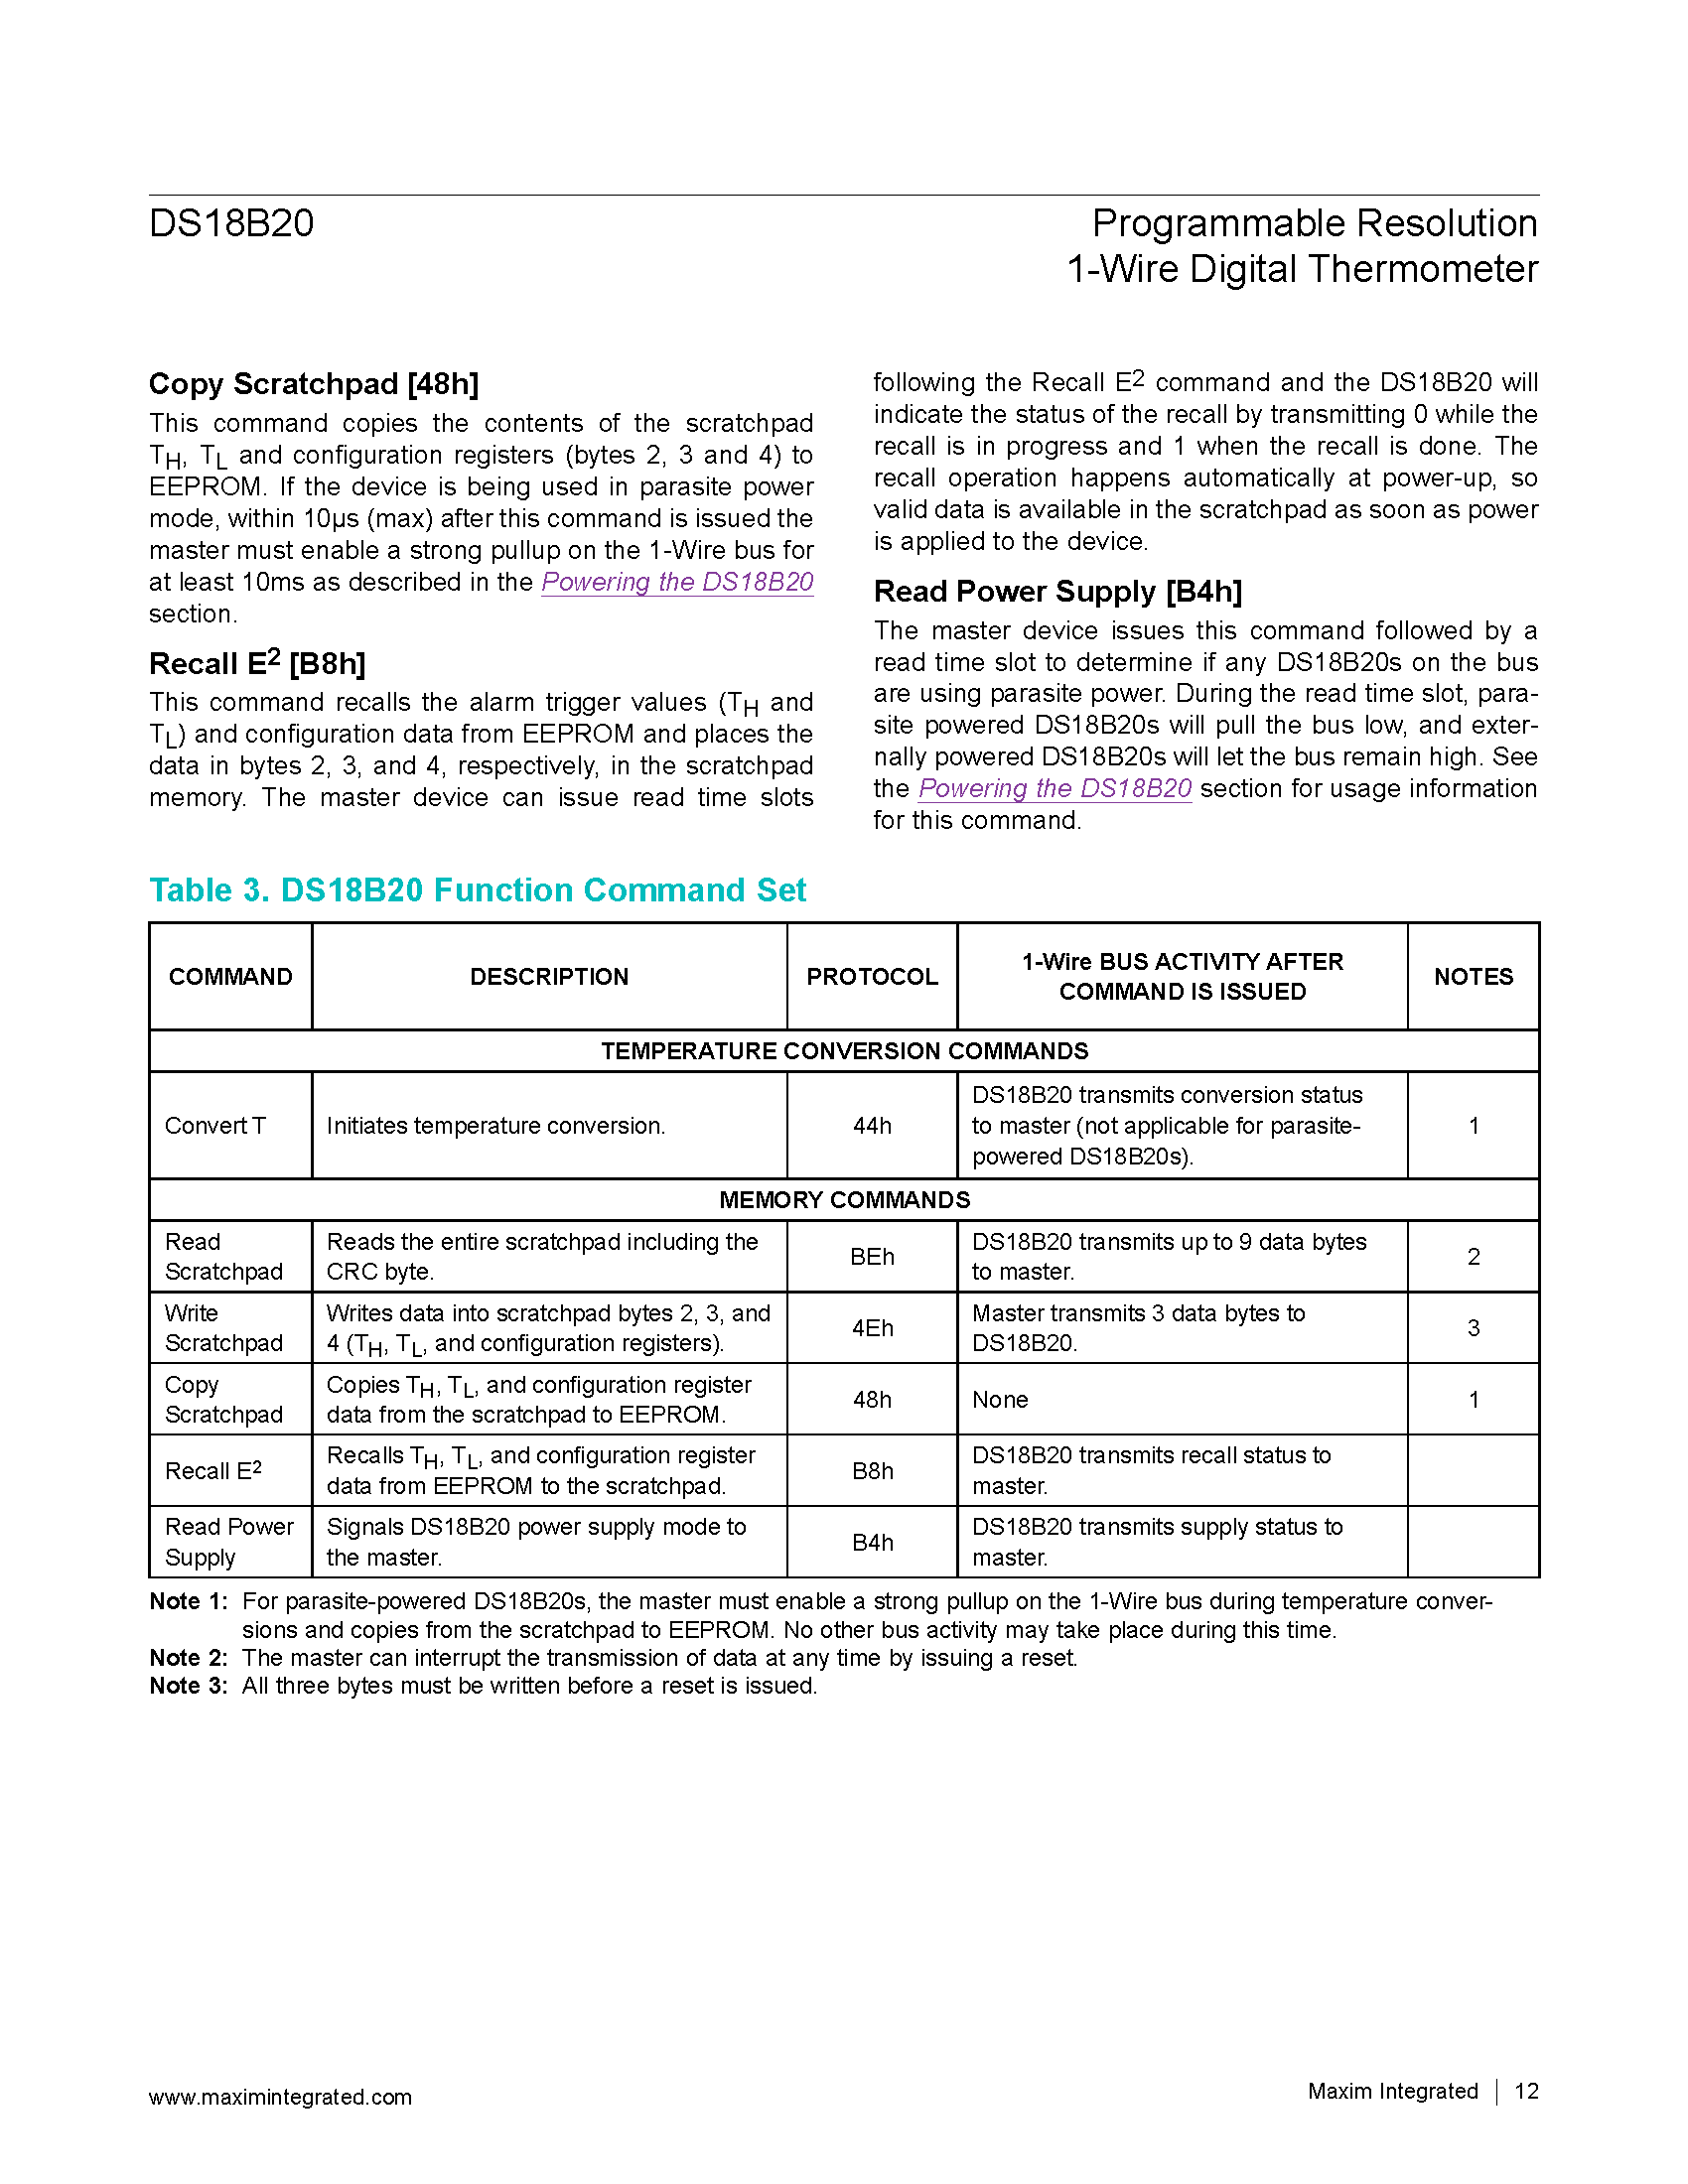 DS18B20
Programmable Resolution
1-Wire Digital Thermometer
Copy Scratchpad [48h]
This command copies the contents of the scratchpad
TH, TL and configuration registers (bytes 2, 3 and 4) to
EEPROM. If the device is being used in parasite power
mode, within 10µs (max) after this command is issued the
master must enable a strong pullup on the 1-Wire bus for
at least 10ms as described in the Powering the DS18B20
section.
Recall E2 [B8h]
This command recalls the alarm trigger values (TH and
TL) and configuration data from EEPROM and places the
data in bytes 2, 3, and 4, respectively, in the scratchpad
memory. The master device can issue read time slots
following the Recall E2 command and the DS18B20 will
indicate the status of the recall by transmitting 0 while the
recall is in progress and 1 when the recall is done. The
recall operation happens automatically at power-up, so
valid data is available in the scratchpad as soon as power
is applied to the device.
Read Power Supply [B4h]
The master device issues this command followed by a
read time slot to determine if any DS18B20s on the bus
are using parasite power. During the read time slot, para-
site powered DS18B20s will pull the bus low, and exter-
nally powered DS18B20s will let the bus remain high. See
the Powering the DS18B20 section for usage information
for this command.
Table 3. DS18B20 Function Command Set
COMMAND
DESCRIPTION
PROTOCOL
1-Wire BUS ACTIVITY AFTER
COMMAND IS ISSUED
NOTES
TEMPERATURE CONVERSION COMMANDS
Convert T
Initiates temperature conversion.
44h
DS18B20 transmits conversion status
to master (not applicable for parasite-
powered DS18B20s).
1
MEMORY COMMANDS
Read
Scratchpad
Reads the entire scratchpad including the
CRC byte.
BEh
DS18B20 transmits up to 9 data bytes
to master.
2
Write
Scratchpad
Writes data into scratchpad bytes 2, 3, and
4 (TH, TL, and configuration registers).
4Eh
Master transmits 3 data bytes to
DS18B20.
3
Copy
Scratchpad
Copies TH, TL, and configuration register
data from the scratchpad to EEPROM.
48h
None
1
Recall E2
Recalls TH, TL, and configuration register
data from EEPROM to the scratchpad.
B8h
DS18B20 transmits recall status to
master.
Read Power
Supply
Signals DS18B20 power supply mode to
the master.
B4h
DS18B20 transmits supply status to
master.
Note 1: For parasite-powered DS18B20s, the master must enable a strong pullup on the 1-Wire bus during temperature conver-
sions and copies from the scratchpad to EEPROM. No other bus activity may take place during this time.
Note 2: The master can interrupt the transmission of data at any time by issuing a reset.
Note 3: All three bytes must be written before a reset is issued.
www.maximintegrated.com
Maxim Integrated | 12